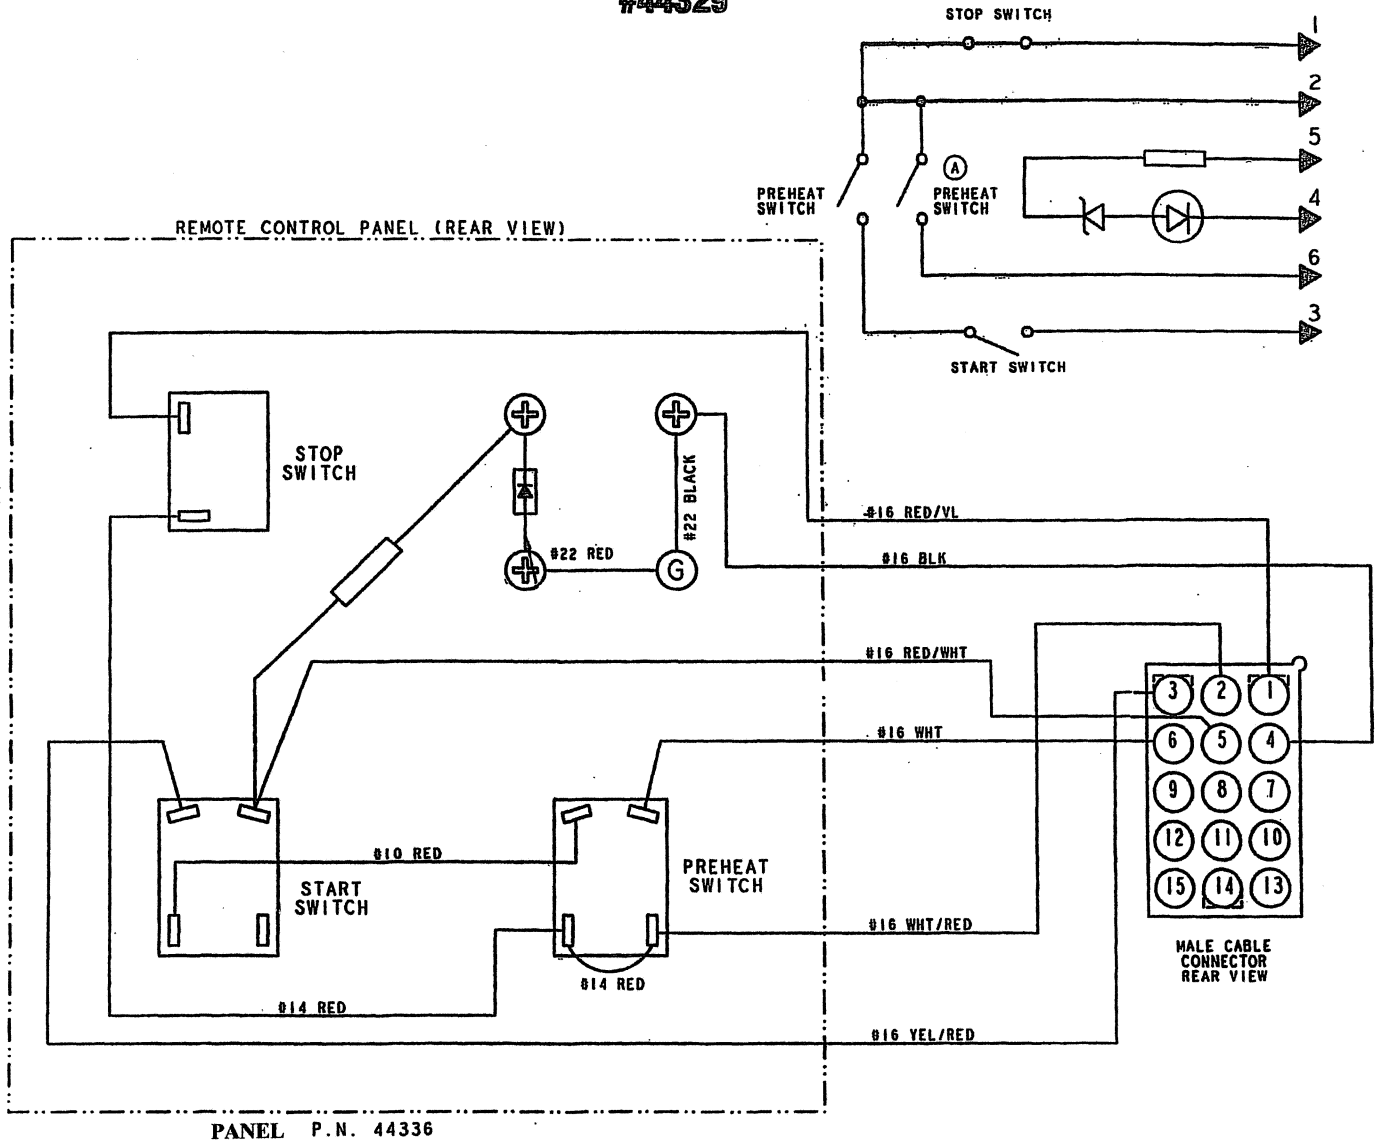 #44329
STOP SWITCH
1
2
5
4
6
3
PREHEAT
SWITCH
A
PREHEAT
SWITCH
START SWITCH
REMOTE CONTROL PANEL (REAR VIEW)
STOP
SWITCH
#22 BLACK
#22 RED
G
#16 RED/VL
#16 BLK
#16 RED/WHT
#16 WHT
#10 RED
START
SWITCH
PREHEAT
SWITCH
#16 WHT/RED
#14 RED
#14 RED
#16 YEL/RED
3 2 1
6 5 4
9 8 7
12 11 10
15 14 13
MALE CABLE
CONNECTOR
REAR VIEW
PANEL P.N. 44336